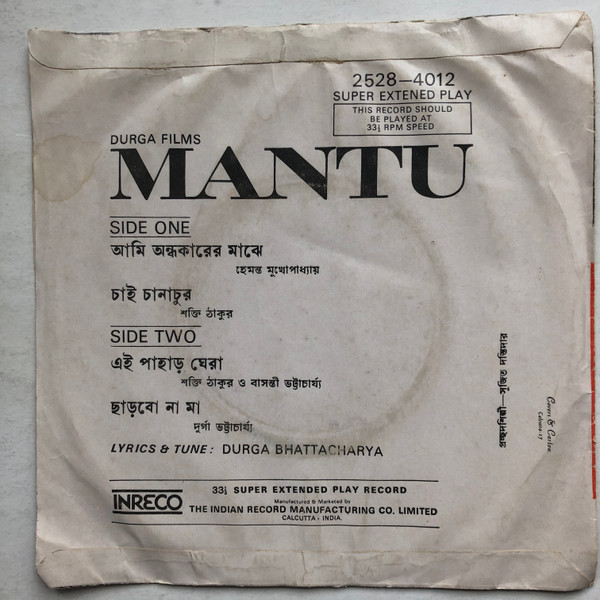 2528—4012
SUPER EXTENED PLAY
THIS RECORD SHOULD
BE PLAYED AT
33⅓ RPM SPEED
DURGA FILMS
MANTU
SIDE ONE
আমি অন্ধকারের মাঝে
হেমন্ত মুখোপাধ্যায়
চাই চানাচুর
শক্তি ঠাকুর
SIDE TWO
এই পাহাড় ঘেরা
শক্তি ঠাকুর ও বাসন্তী ভট্টাচার্য্য
ছাড়বো না মা
দুর্গা ভট্টাচার্য্য
LYRICS & TUNE: DURGA BHATTACHARYA
INRECO
33⅓ SUPER EXTENDED PLAY RECORD
Manufactured & Marketed by
THE INDIAN RECORD MANUFACTURING CO. LIMITED
CALCUTTA - INDIA.